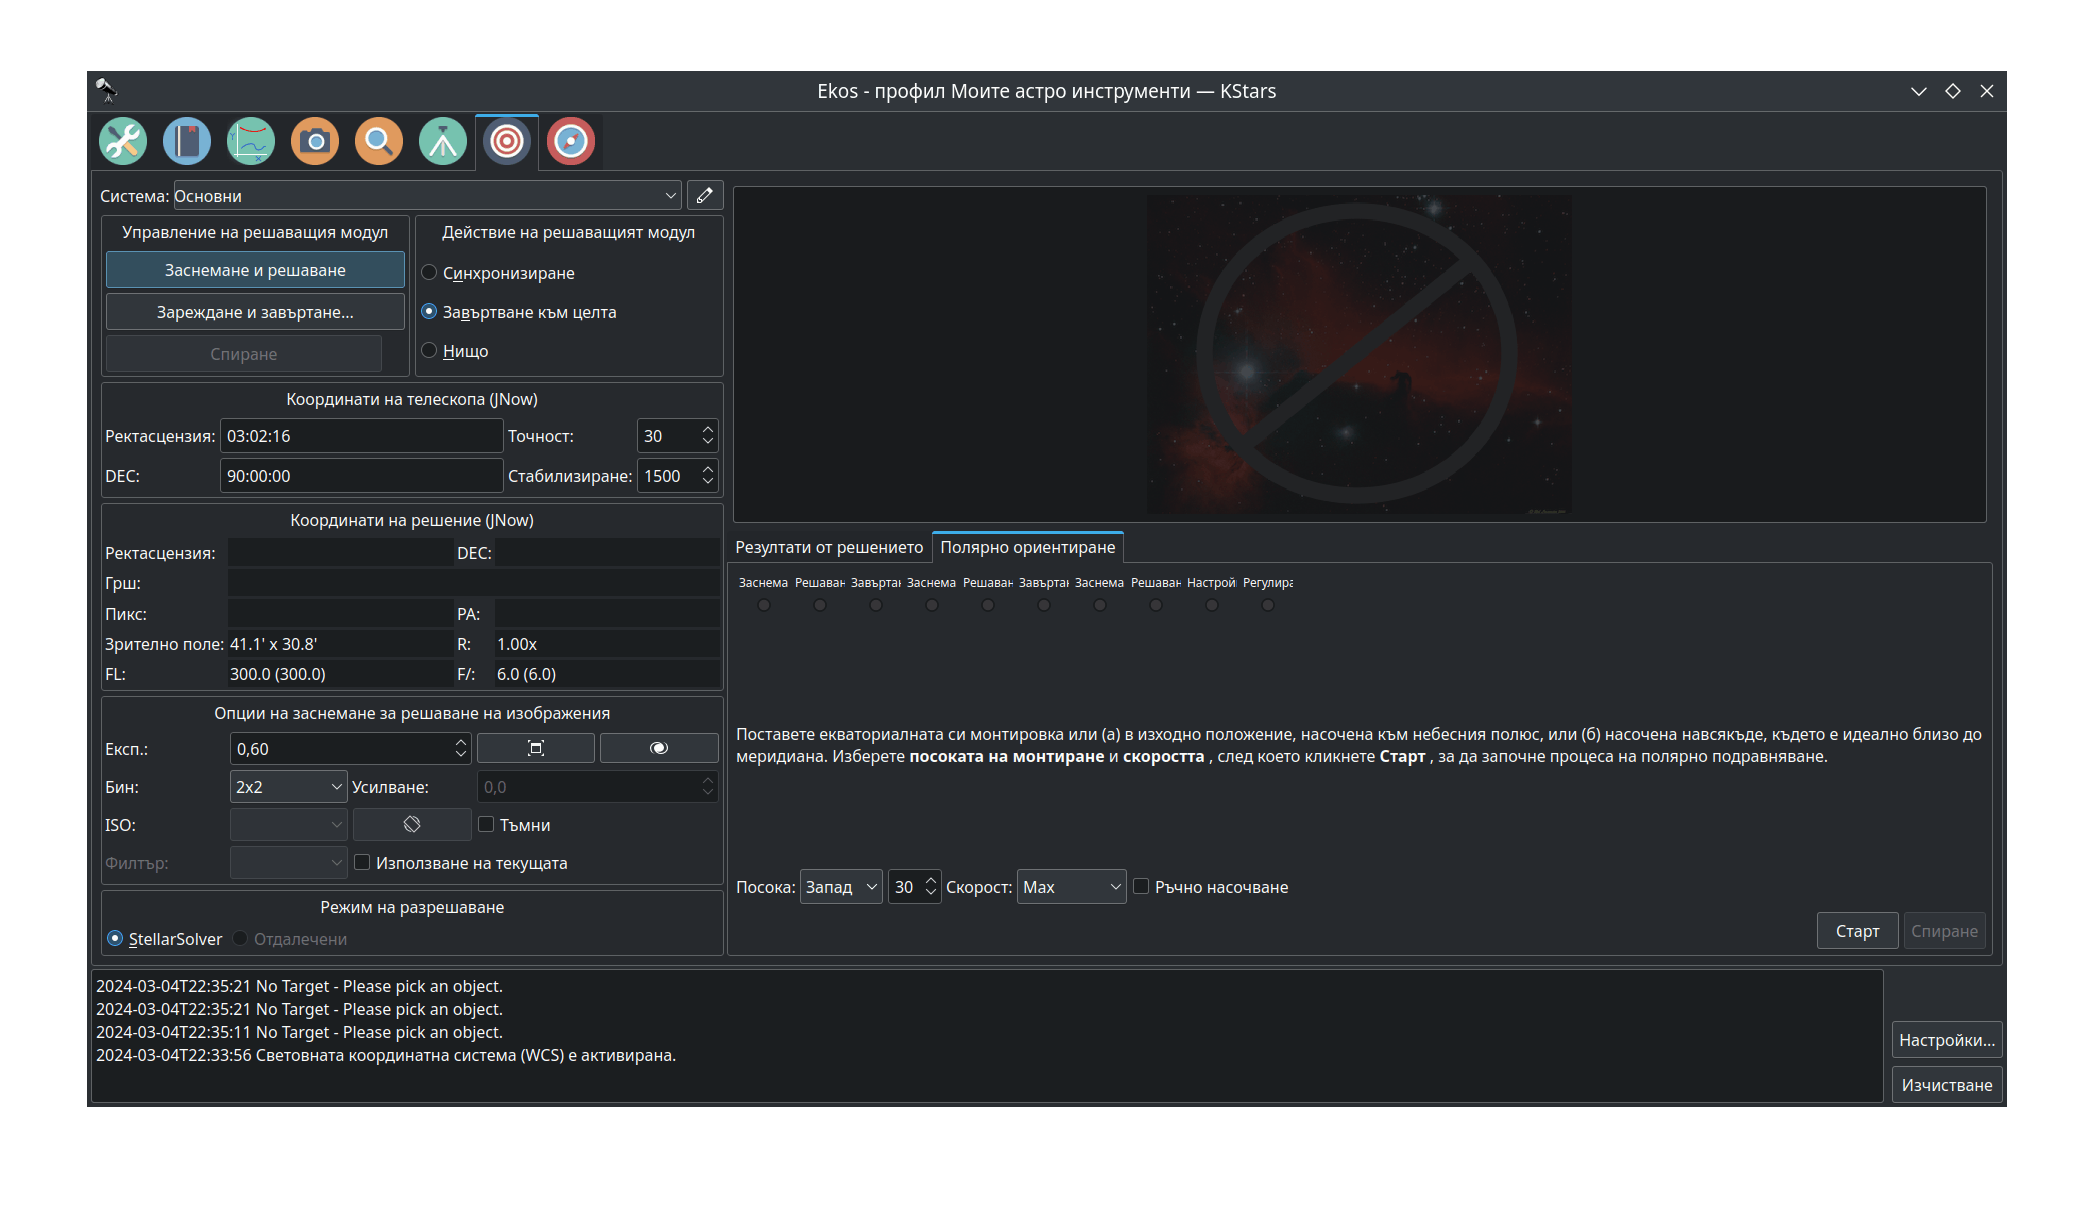 Ekos - профил Моите астро инструменти — KStars
Система: Основни
Управление на решаващия модул
Заснемане и решаване
Зареждане и завъртане...
Спиране
Действие на решаващият модул
Синхронизиране
Завъртване към целта
Нищо
Координати на телескопа (JNow)
Ректасцензия: 03:02:16 Точност: 30
DEC: 90:00:00 Стабилизиране: 1500
Координати на решение (JNow)
Ректасцензия: DEC:
Грш:
Пикс: PA:
Зрително поле: 41.1' x 30.8' R: 1.00x
FL: 300.0 (300.0) F/: 6.0 (6.0)
Опции на заснемане за решаване на изображения
Експ.: 0,60
Бин: 2x2 Усилване: 0,0
ISO: Тъмни
Филтър: Използване на текущата
Режим на разрешаване
StellarSolver Отдалечени
Резултати от решението Полярно ориентиране
Заснема Решаван Завъртан Заснема Решаван Завъртан Заснема Решаван Настрой Регулира
Поставете екваториалната си монтировка или (а) в изходно положение, насочена към небесния полюс, или (б) насочена навсякъде, където е идеално близо до
меридиана. Изберете посоката на монтиране и скоростта , след което кликнете Старт , за да започне процеса на полярно подравняване.
Посока: Запад 30 Скорост: Max Ръчно насочване
Старт Спиране
2024-03-04T22:35:21 No Target - Please pick an object.
2024-03-04T22:35:21 No Target - Please pick an object.
2024-03-04T22:35:11 No Target - Please pick an object.
2024-03-04T22:33:56 Световната координатна система (WCS) е активирана.
Настройки...
Изчистване